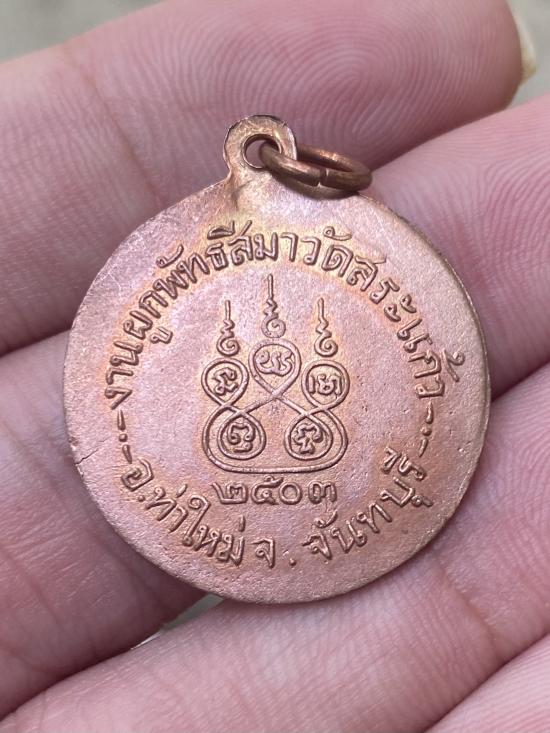 งานผูกพัทธสีมาวัดสระแก้ว
๒๕๐๓
อ.ท่าใหม่ จ. จันทบุรี